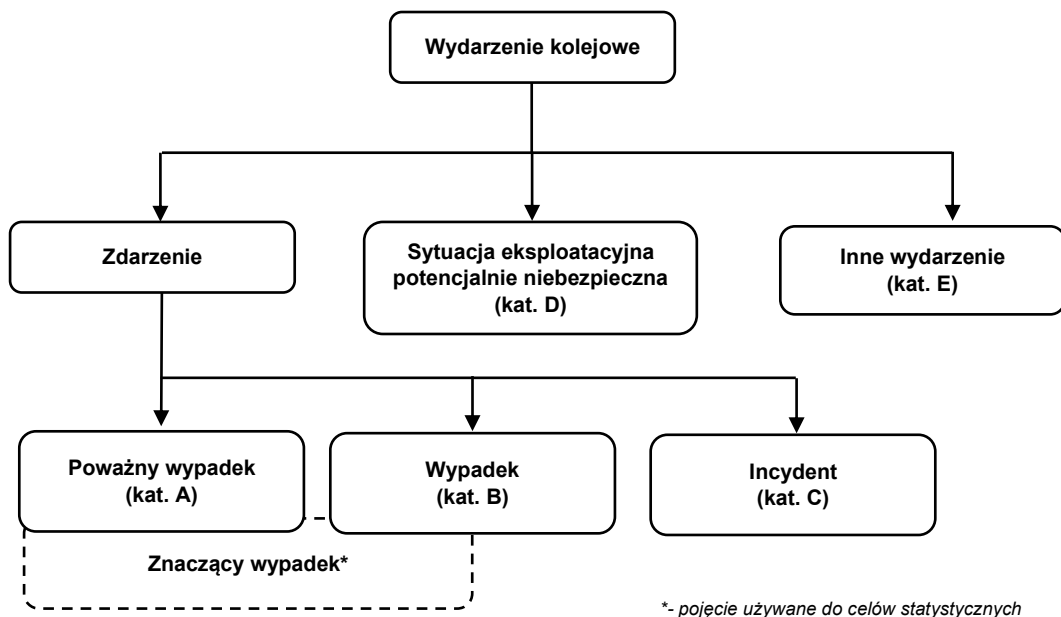 Wydarzenie kolejowe
Zdarzenie
Sytuacja eksploatacyjna
potencjalnie niebezpieczna
(kat. D)
Inne wydarzenie
(kat. E)
Poważny wypadek
(kat. A)
Wypadek
(kat. B)
Incydent
(kat. C)
Znaczący wypadek*
*- pojęcie używane do celów statystycznych